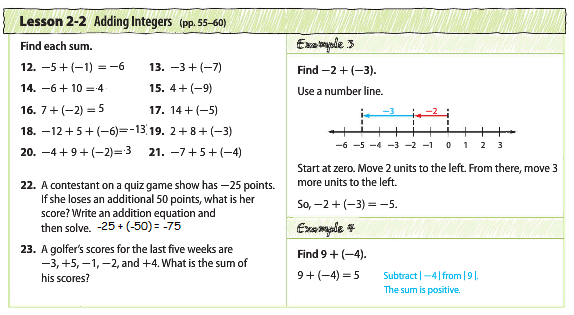 Lesson 2-2 Adding Integers (pp. 55–60)
Find each sum.
12. −5 + (−1) = −6 13. −3 + (−7)
14. −6 + 10 = 4 15. 4 + (−9)
16. 7 + (−2) = 5 17. 14 + (−5)
18. −12 + 5 + (−6)=-13 19. 2 + 8 + (−3)
20. −4 + 9 + (−2)=3 21. −7 + 5 + (−4)
22. A contestant on a quiz game show has −25 points.
If she loses an additional 50 points, what is her
score? Write an addition equation and
then solve. -25 + (-50) = -75
23. A golfer's scores for the last five weeks are
−3, +5, −1, −2, and +4. What is the sum of
his scores?
Example 3
Find −2 + (−3).
Use a number line.
−3 −2
−6 −5 −4 −3 −2 −1 0 1 2 3
Start at zero. Move 2 units to the left. From there, move 3
more units to the left.
So, −2 + (−3) = −5.
Example 4
Find 9 + (−4).
9 + (−4) = 5 Subtract |−4| from |9|.
The sum is positive.